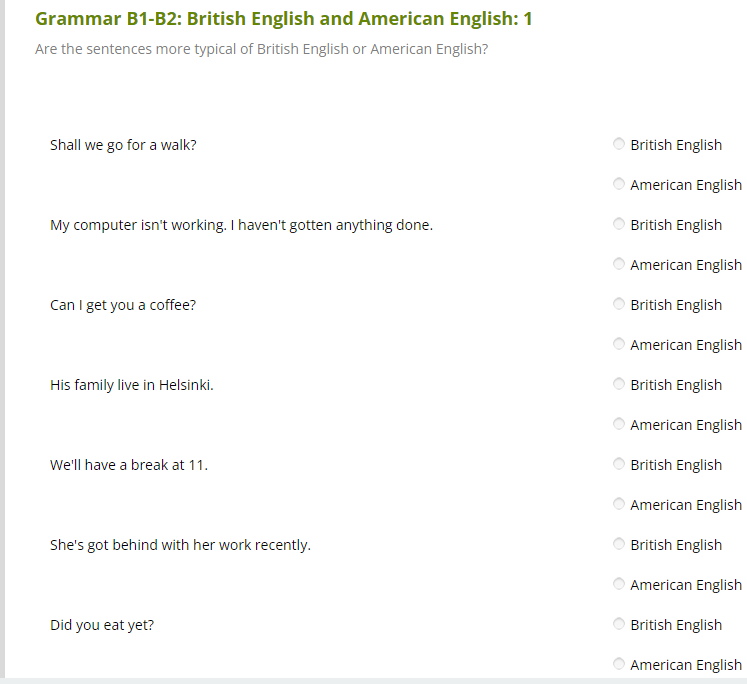 Grammar B1-B2: British English and American English: 1
Are the sentences more typical of British English or American English?
Shall we go for a walk?
British English
American English
My computer isn't working. I haven't gotten anything done.
British English
American English
Can I get you a coffee?
British English
American English
His family live in Helsinki.
British English
American English
We'll have a break at 11.
British English
American English
She's got behind with her work recently.
British English
American English
Did you eat yet?
British English
American English